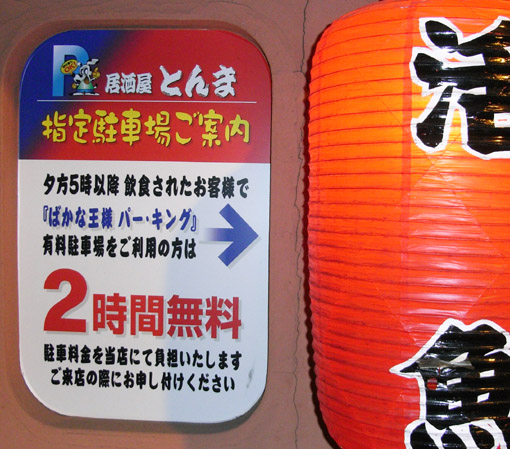 P 居酒屋 とんま
指定駐車場ご案内
夕方5時以降 飲食されたお客様で
『ばかな王様 パー・キング』
有料駐車場をご利用の方は
2時間無料
駐車料金を当店にて負担いたします
ご来店の際にお申し付けください
活
魚